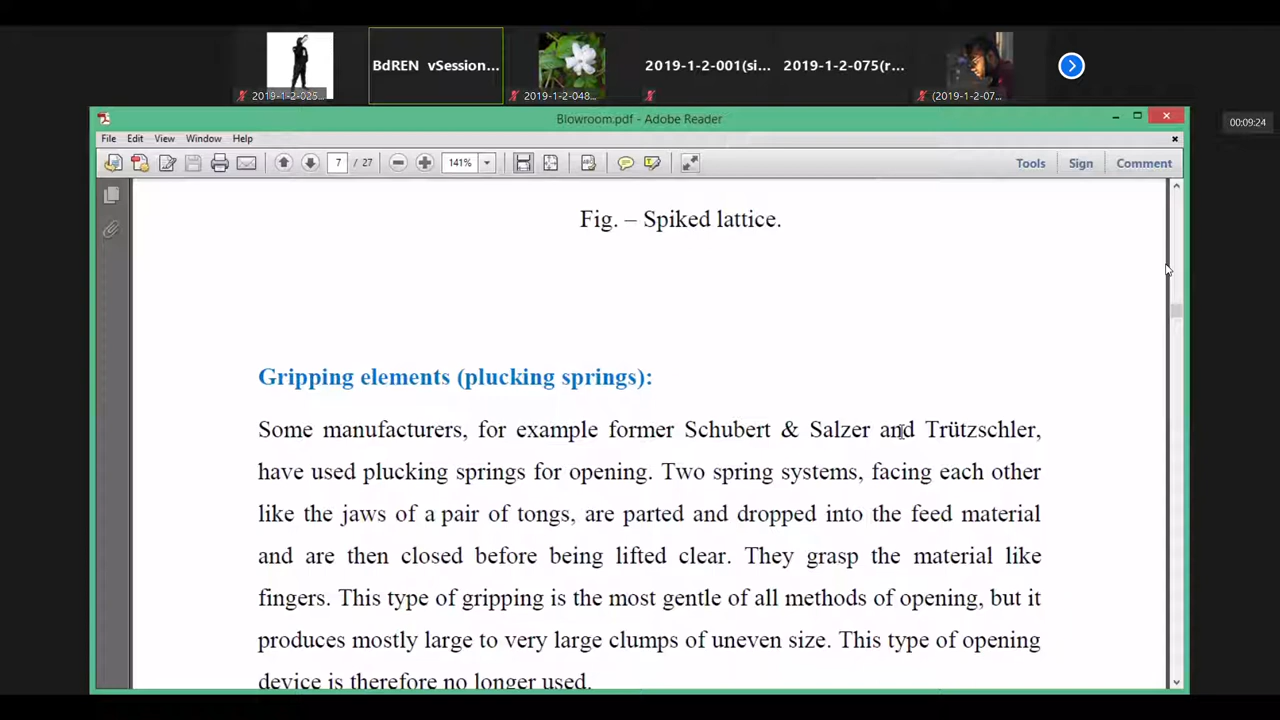 BdREN vSession...
2019-1-2-001(si...
2019-1-2-075(r...
2019-1-2-025...
2019-1-2-048...
(2019-1-2-07...
00:09:24
Blowroom.pdf - Adobe Reader
File Edit View Window Help
7 / 27
141%
Tools Sign Comment
Fig. – Spiked lattice.
Gripping elements (plucking springs):
Some manufacturers, for example former Schubert & Salzer and Trützschler,
have used plucking springs for opening. Two spring systems, facing each other
like the jaws of a pair of tongs, are parted and dropped into the feed material
and are then closed before being lifted clear. They grasp the material like
fingers. This type of gripping is the most gentle of all methods of opening, but it
produces mostly large to very large clumps of uneven size. This type of opening
device is therefore no longer used.